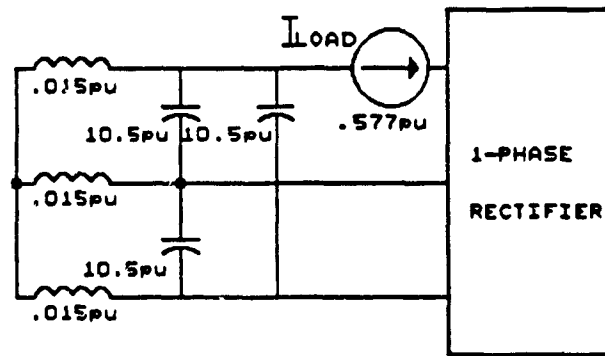 ILOAD
.015pu
10.5pu 10.5pu
.577pu
1-PHASE
RECTIFIER
.015pu
10.5pu
.015pu